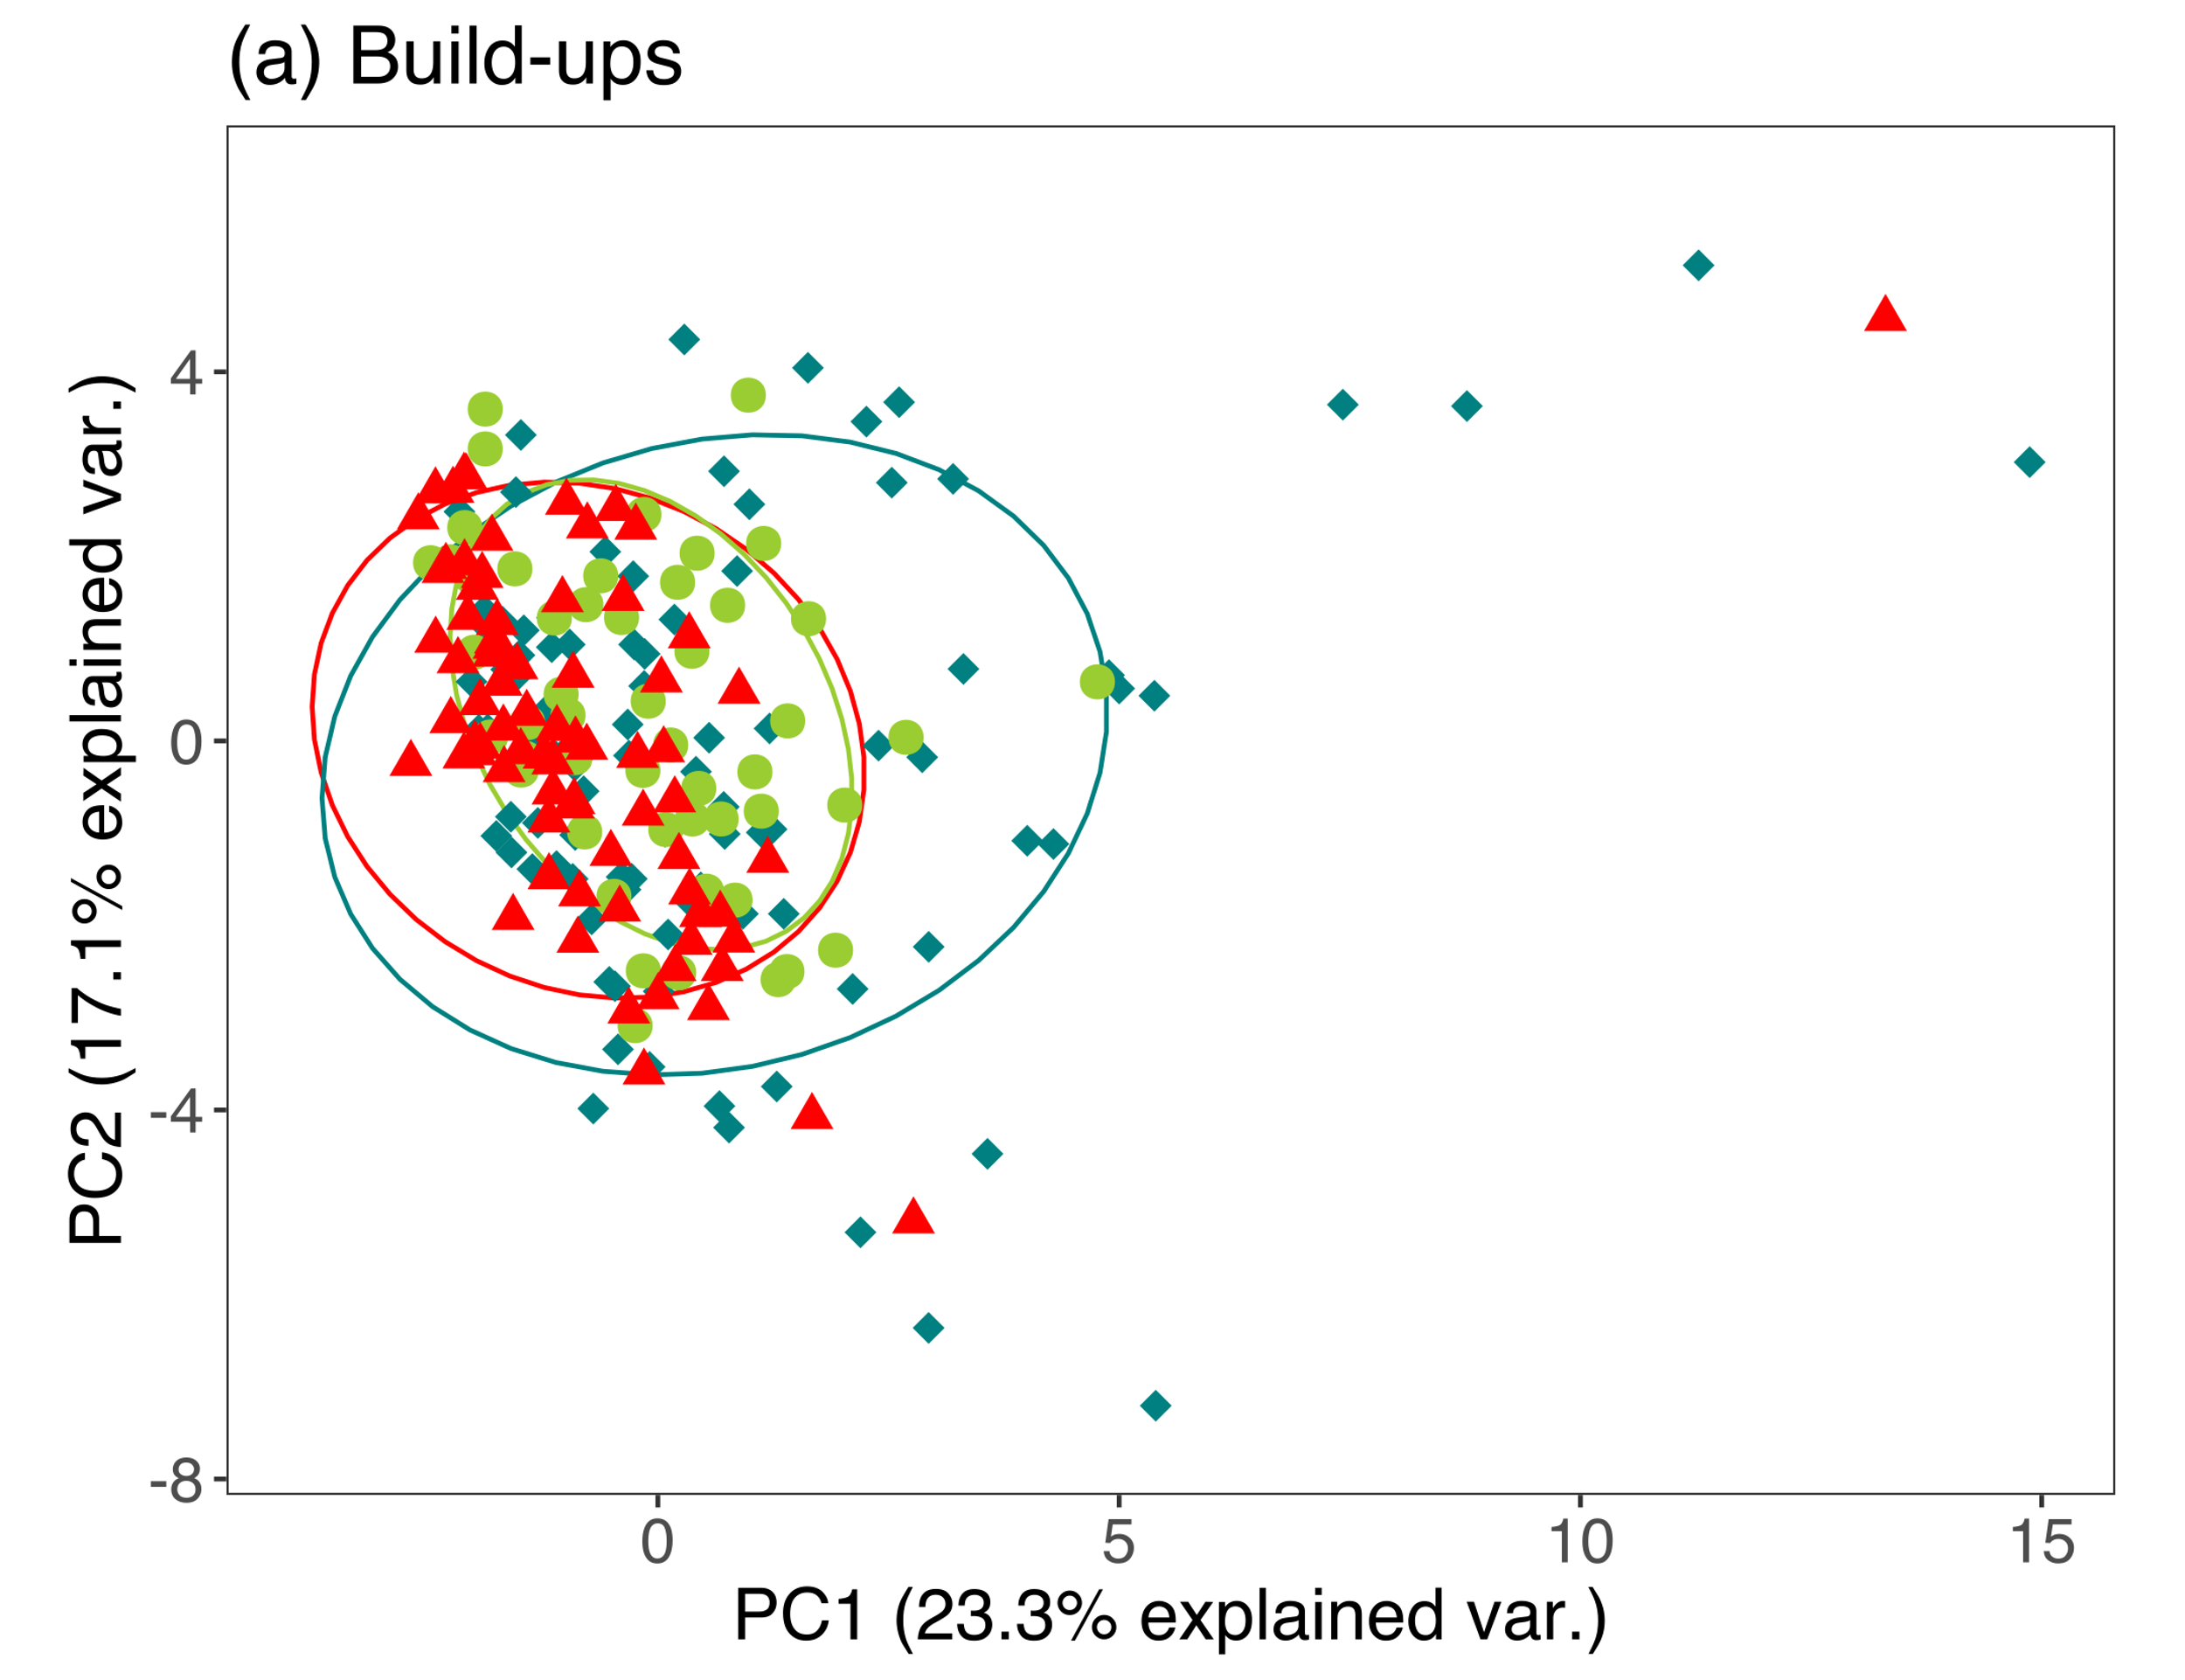 (a) Build-ups
PC2 (17.1% explained var.)
4
0
-4
-8
0 5 10 15
PC1 (23.3% explained var.)